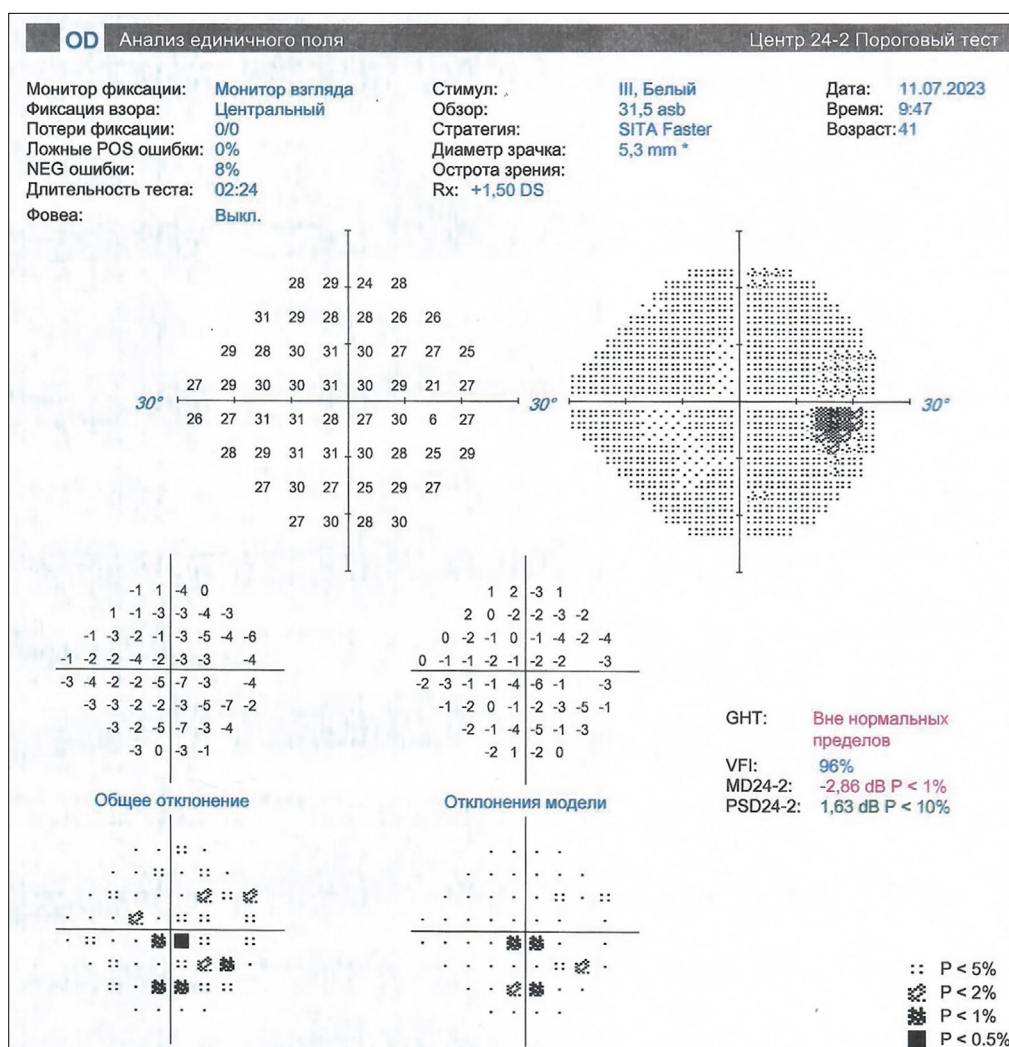 OD Анализ единичного поля Центр 24-2 Пороговый тест
Монитор фиксации: Монитор взгляда Стимул: III, Белый Дата: 11.07.2023
Фиксация взора: Центральный Обзор: 31,5 asb Время: 9:47
Потери фиксации: 0/0 Стратегия: SITA Faster Возраст: 41
Ложные POS ошибки: 0% Диаметр зрачка: 5,3 mm *
NEG ошибки: 8% Острота зрения:
Длительность теста: 02:24 Rx: +1,50 DS
Фовеа: Выкл.
28 29 24 28
31 29 28 28 26 26
29 28 30 31 30 27 27 25
27 29 30 30 31 30 29 21 27
30° 30° 30°
26 27 31 31 28 27 30 6 27
28 29 31 31 30 28 25 29
27 30 27 25 29 27
27 30 28 30
-1 1 -4 0 1 2 -3 1
1 -1 -3 -3 -4 -3 2 0 -2 -2 -3 -2
-1 -3 -2 -1 -3 -5 -4 -6 0 -2 -1 0 -1 -4 -2 -4
-1 -2 -2 -4 -2 -3 -3 -4 0 -1 -1 -2 -1 -2 -2 -3
-3 -4 -2 -2 -5 -7 -3 -4 -2 -3 -1 -1 -4 -6 -1 -3
-3 -3 -2 -2 -3 -5 -7 -2 -1 -2 0 -1 -2 -3 -5 -1
-4 -2 -5 -7 -3 -4 -2 -1 -4 -5 -1 -3
-3 0 -3 -1 -2 1 -2 0
GHT: Вне нормальных
пределов
VFI: 96%
MD24-2: -2,86 dB P < 1%
PSD24-2: 1,63 dB P < 10%
Общее отклонение Отклонения модели
P < 5%
P < 2%
P < 1%
P < 0.5%